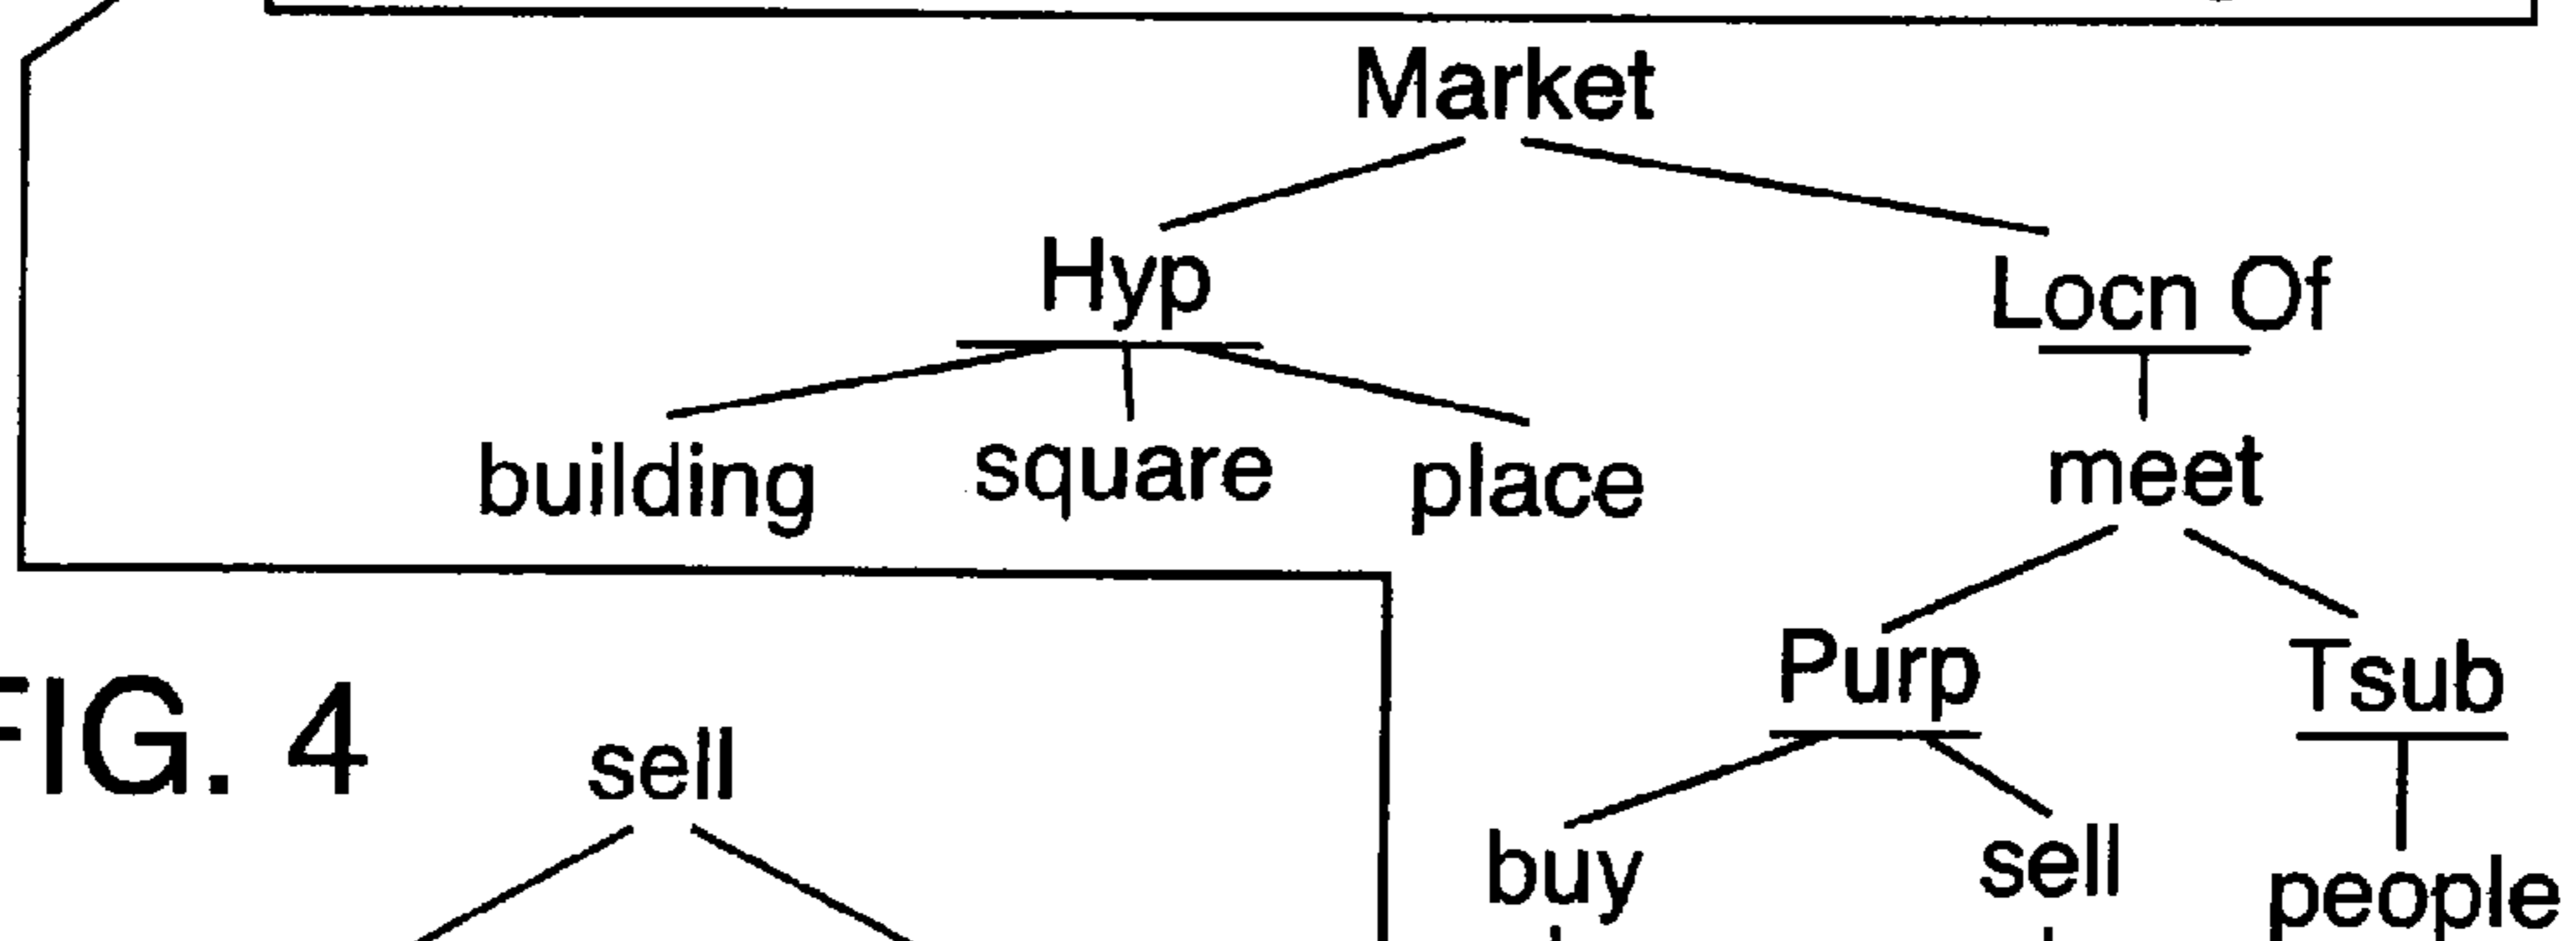 Market
Hyp
Locn Of
building square place
meet
Purp Tsub
FIG. 4
sell
buy sell people